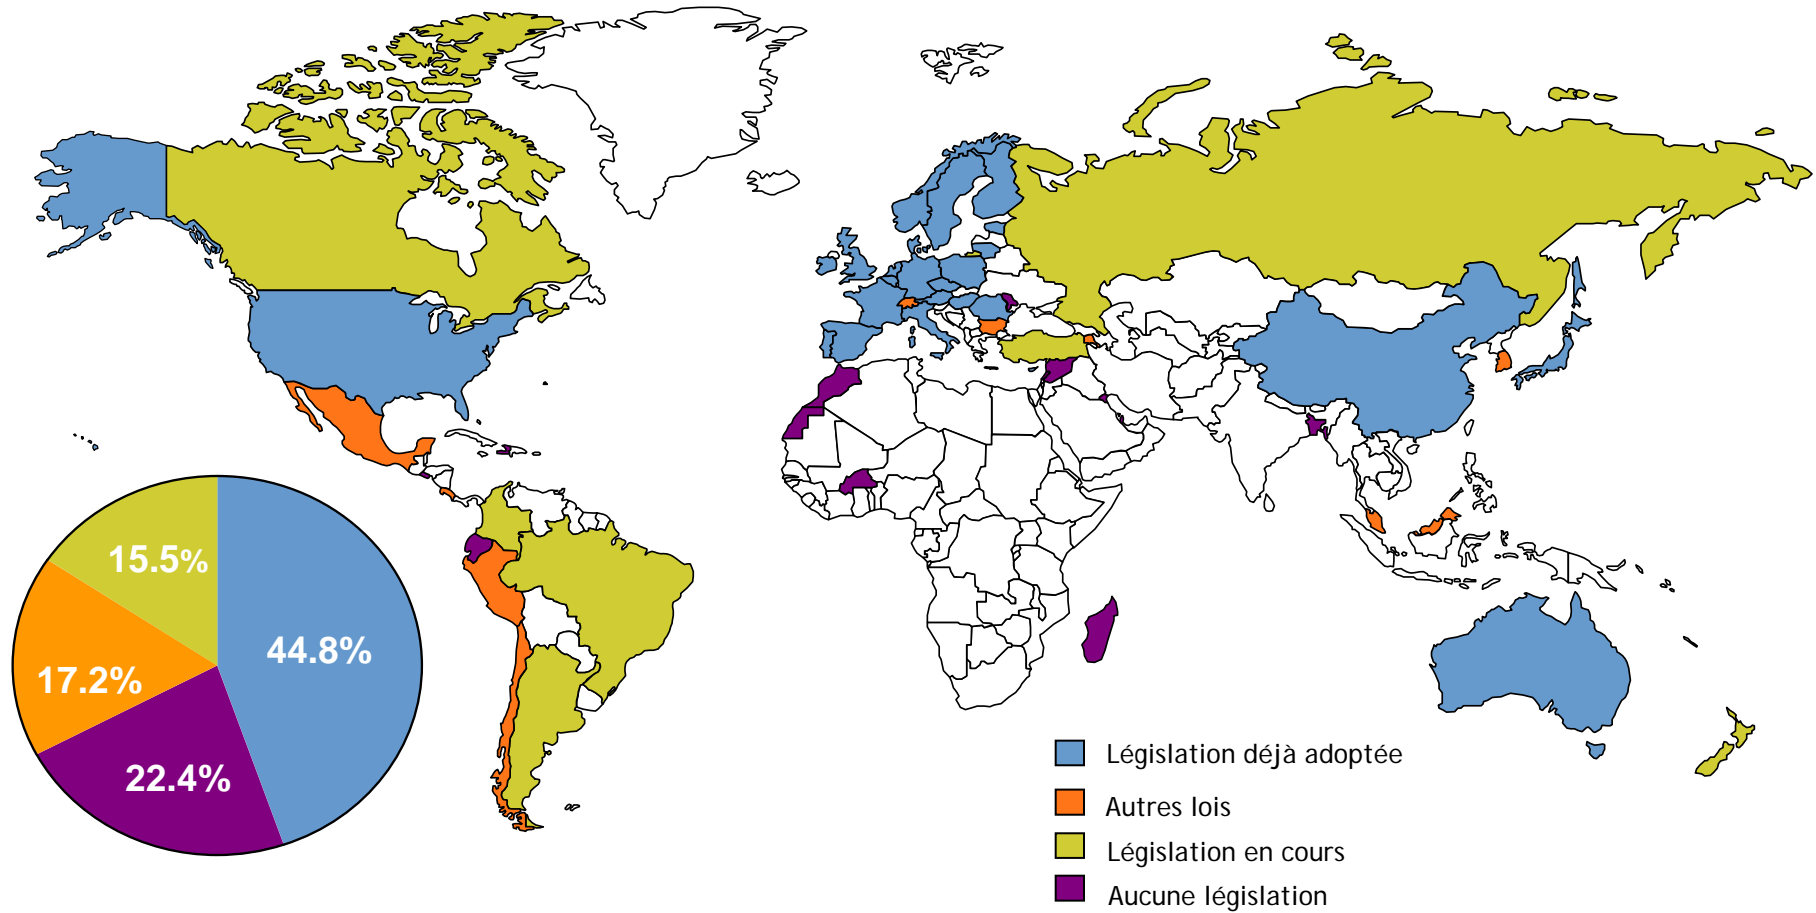 15.5%
44.8%
17.2%
22.4%
Législation déjà adoptée
Autres lois
Législation en cours
Aucune législation